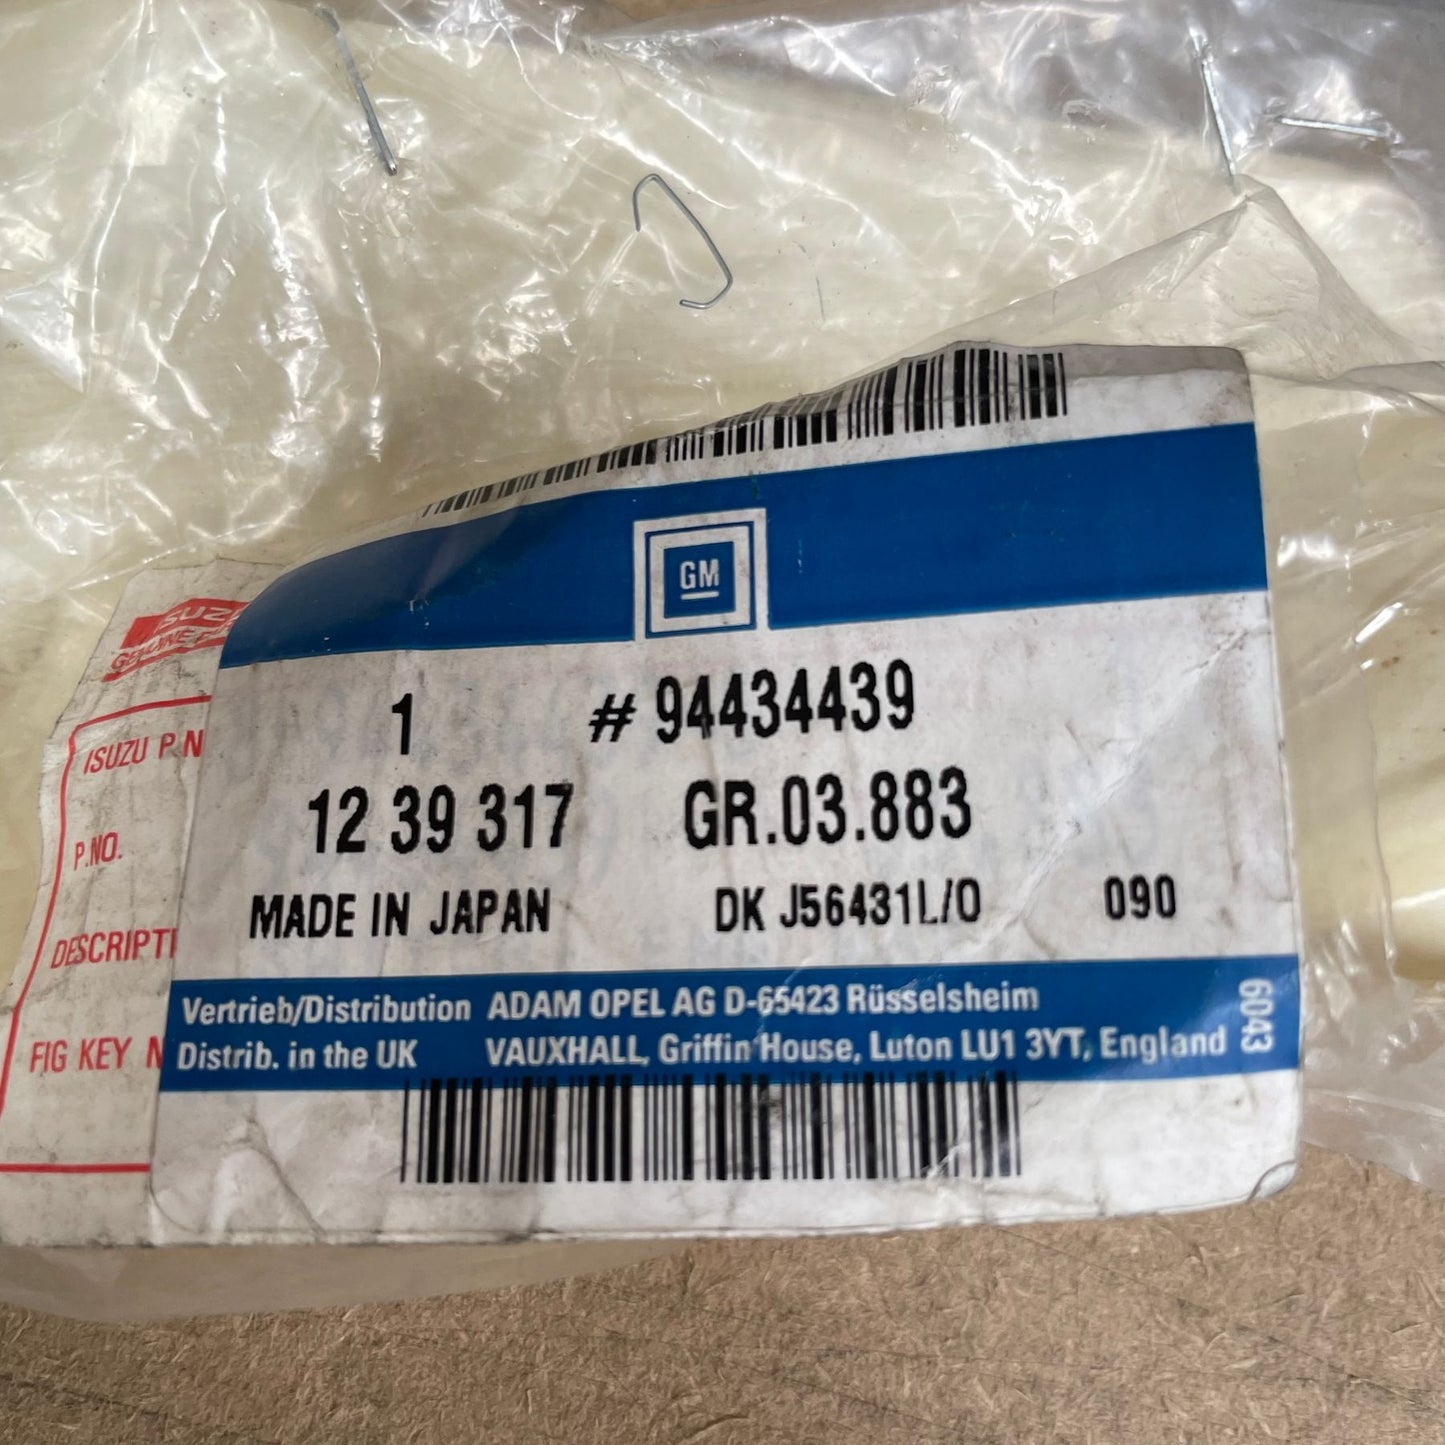 GM
1 # 94434439
12 39 317 GR.03.883
MADE IN JAPAN DK J56431L/0 090
Vertrieb/Distribution ADAM OPEL AG D-65423 Rüsselsheim
Distrib. in the UK VAUXHALL, Griffin House, Luton LU1 3YT, England
6043
ISUZ
ISUZU P.N
P.NO.
DESCRIPTI
FIG KEY N